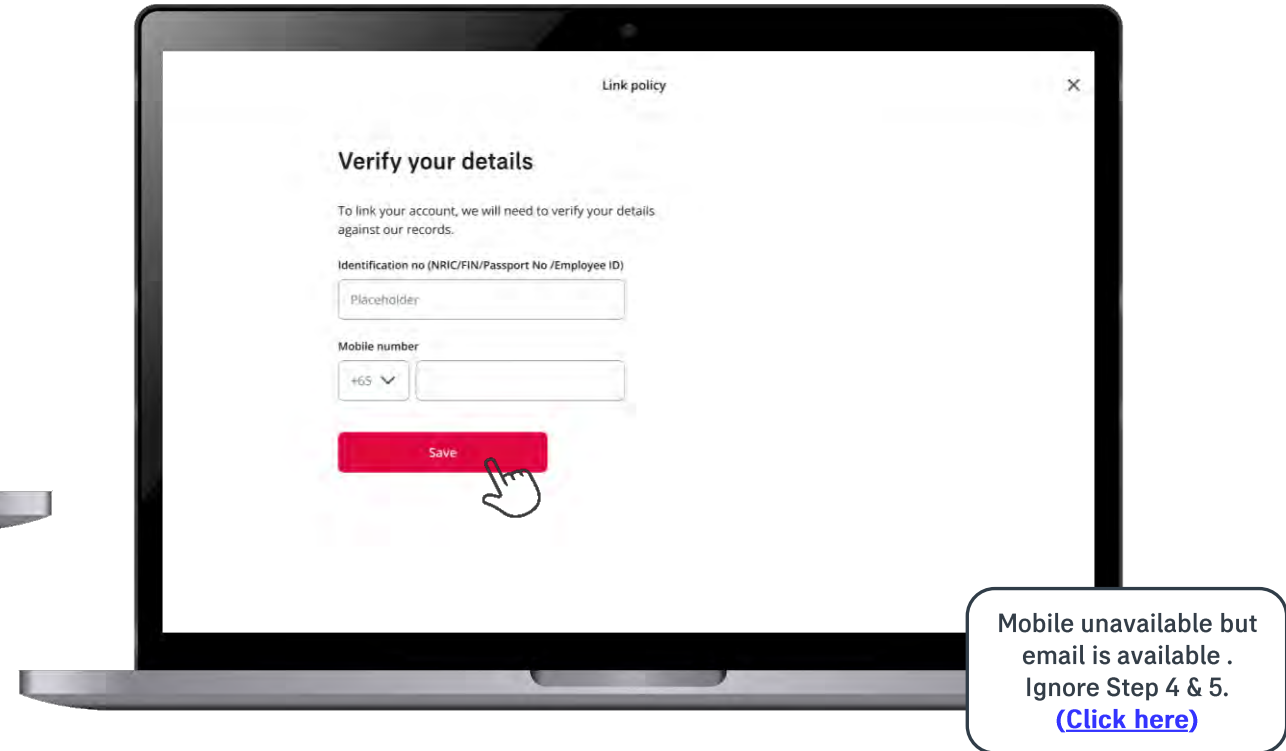 Link policy
Verify your details
To link your account, we will need to verify your details
against our records.
Identification no (NRIC/FIN/Passport No /Employee ID)
Placeholder
Mobile number
+65
Save
Mobile unavailable but
email is available .
Ignore Step 4 & 5.
(Click here)